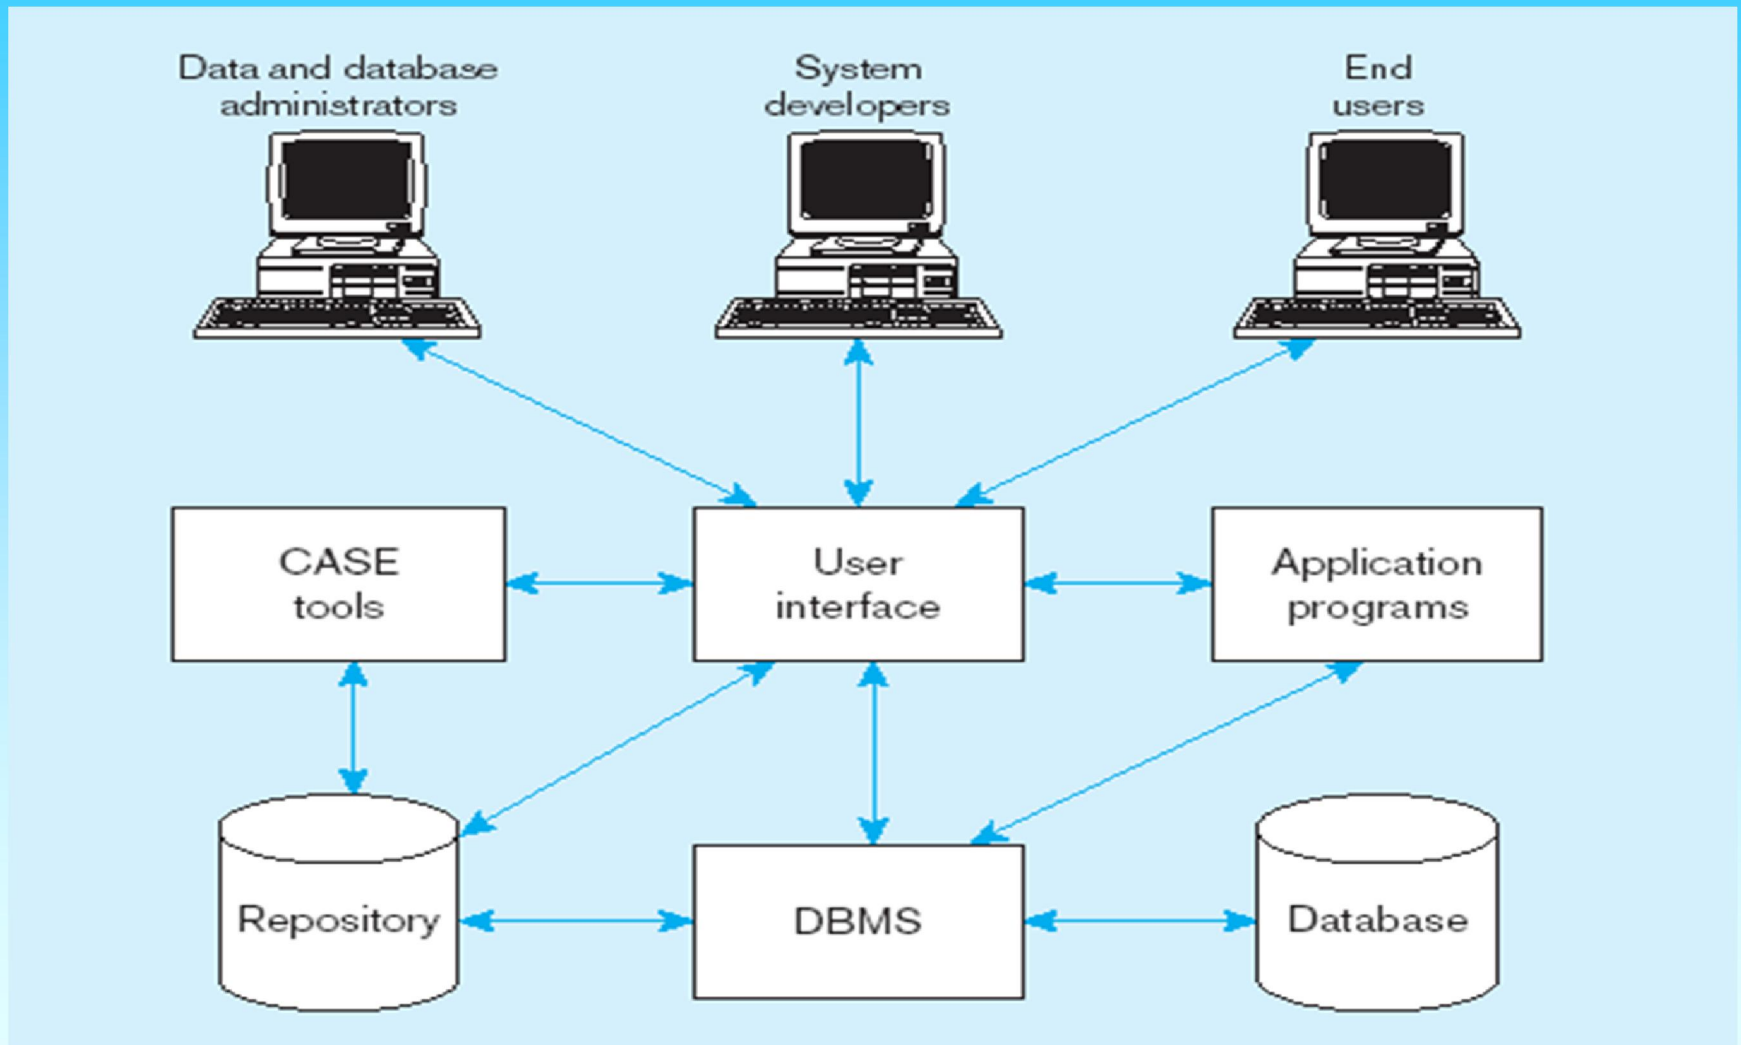 Data and database
administrators
System
developers
End
users
CASE
tools
User
interface
Application
programs
Repository
DBMS
Database